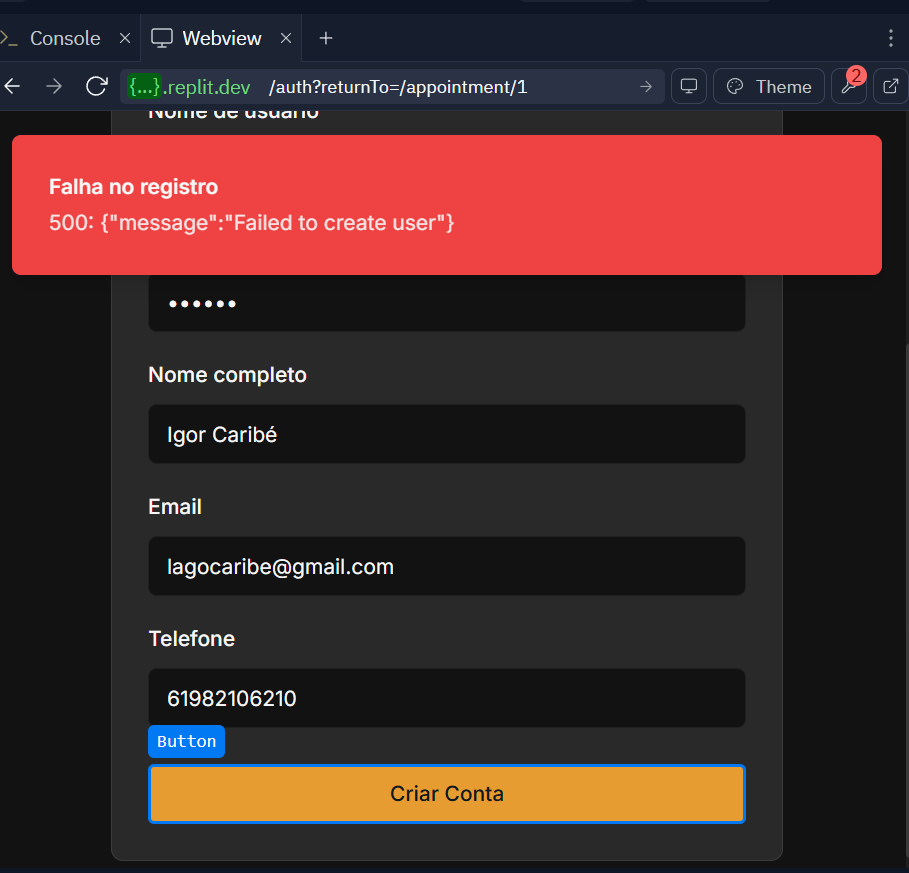 Console
Webview
{...}.replit.dev /auth?returnTo=/appointment/1
Theme
2
Nome de usuário
Falha no registro
500: {"message":"Failed to create user"}
Nome completo
Igor Caribé
Email
lagocaribe@gmail.com
Telefone
61982106210
Button
Criar Conta